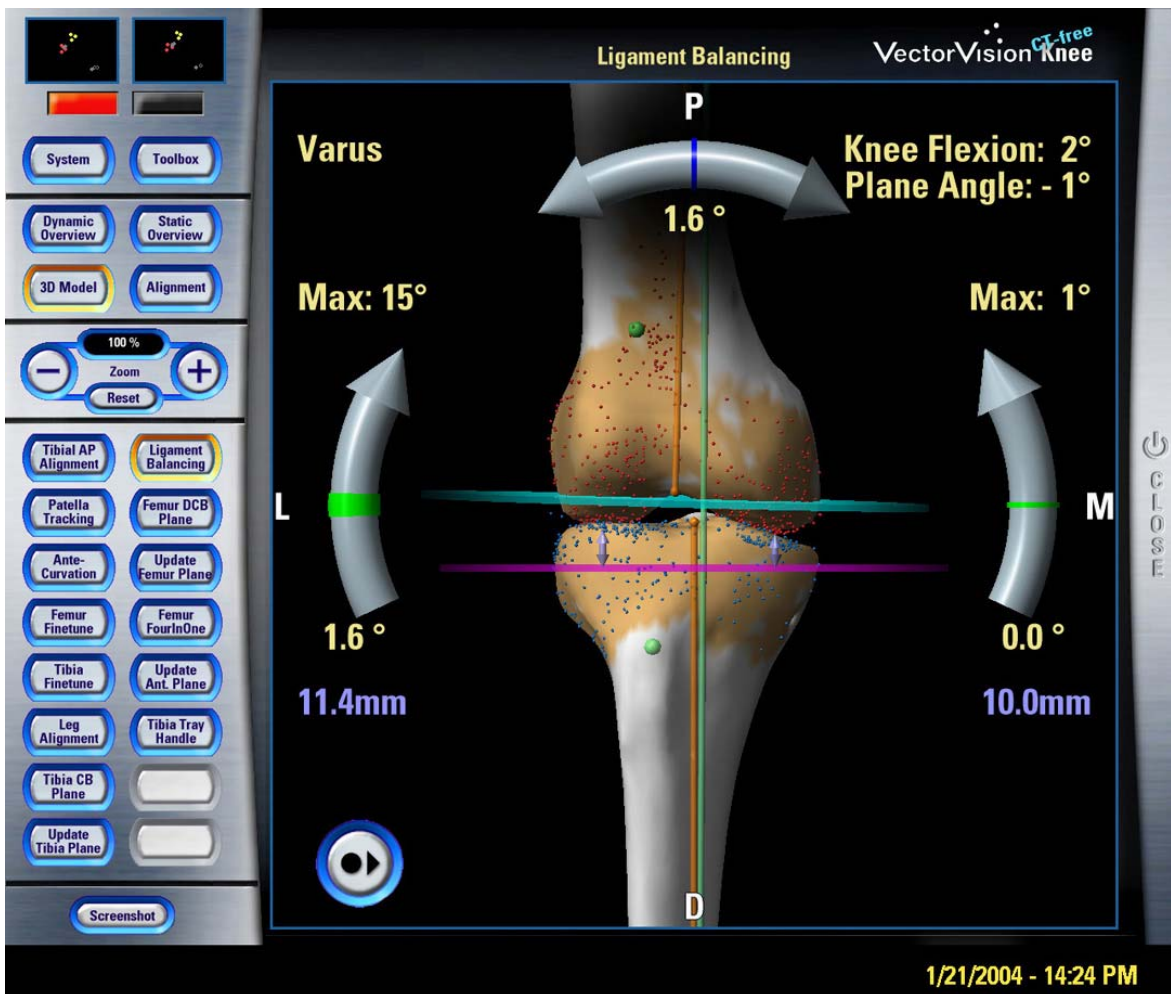 Ligament Balancing
VectorVision
CT-free
Knee
System
Toolbox
Dynamic
Overview
Static
Overview
3D Model
Alignment
100 %
Zoom
Reset
Tibial AP
Alignment
Ligament
Balancing
Patella
Tracking
Femur DCB
Plane
Ante-
Curvation
Update
Femur Plane
Femur
Finetune
Femur
FourInOne
Tibia
Finetune
Update
Ant. Plane
Leg
Alignment
Tibia Tray
Handle
Tibia CB
Plane
Update
Tibia Plane
Screenshot
P
Varus
Knee Flexion: 2°
Plane Angle: - 1°
1.6 °
Max: 15°
Max: 1°
L
M
1.6 °
0.0 °
11.4mm
10.0mm
D
CLOSE
1/21/2004 - 14:24 PM